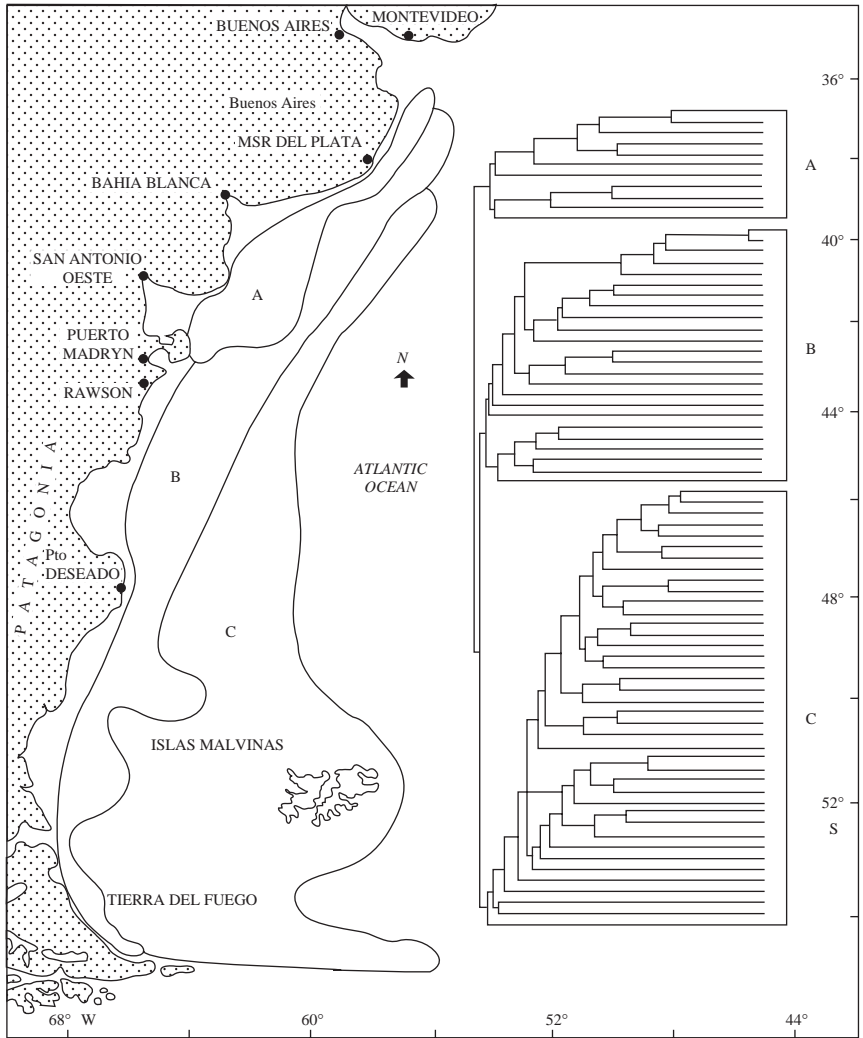 MONTEVIDEO
BUENOS AIRES
36°
Buenos Aires
MSR DEL PLATA
A
BAHIA BLANCA
40°
SAN ANTONIO
OESTE
A
PUERTO
MADRYN
N
B
RAWSON
44°
PATAGONIA
ATLANTIC
OCEAN
B
Pto
DESEADO
48°
C
C
ISLAS MALVINAS
52°
S
TIERRA DEL FUEGO
68° W
60°
52°
44°